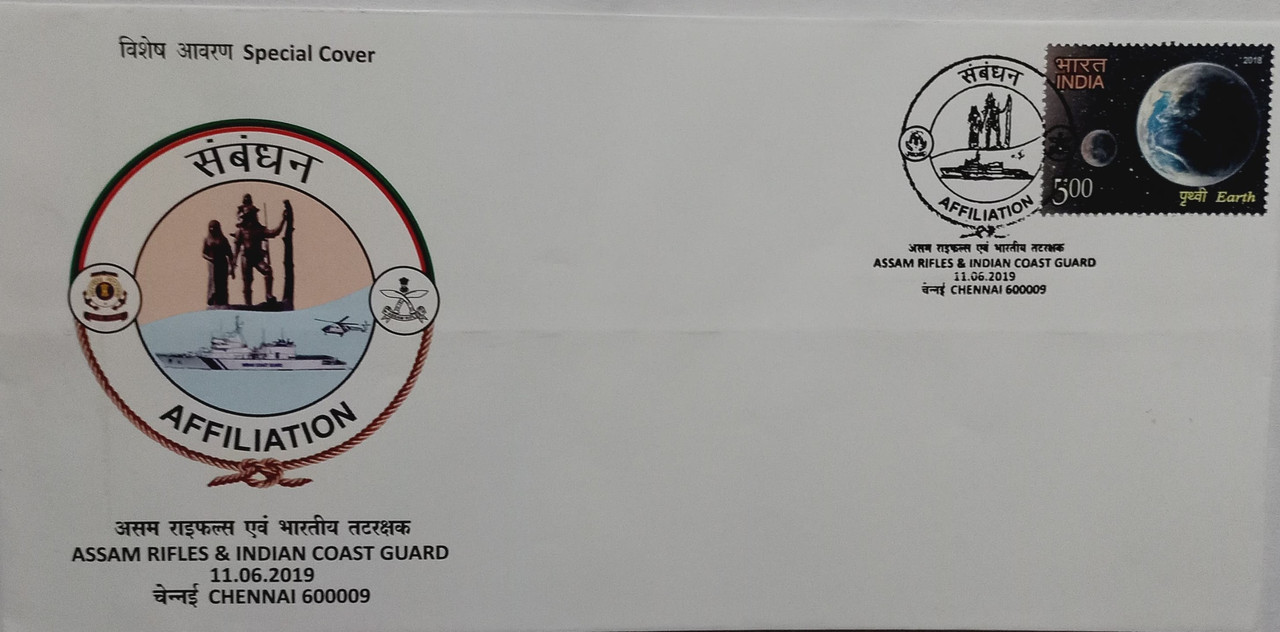 विशेष आवरण Special Cover
संबंधन
AFFILIATION
असम राइफल्स एवं भारतीय तटरक्षक
ASSAM RIFLES & INDIAN COAST GUARD
11.06.2019
चेन्नई CHENNAI 600009
संबंधन
AFFILIATION
असम राइफल्स एवं भारतीय तटरक्षक
ASSAM RIFLES & INDIAN COAST GUARD
11.06.2019
चेन्नई CHENNAI 600009
भारत
INDIA
2018
5.00
पृथ्वी Earth